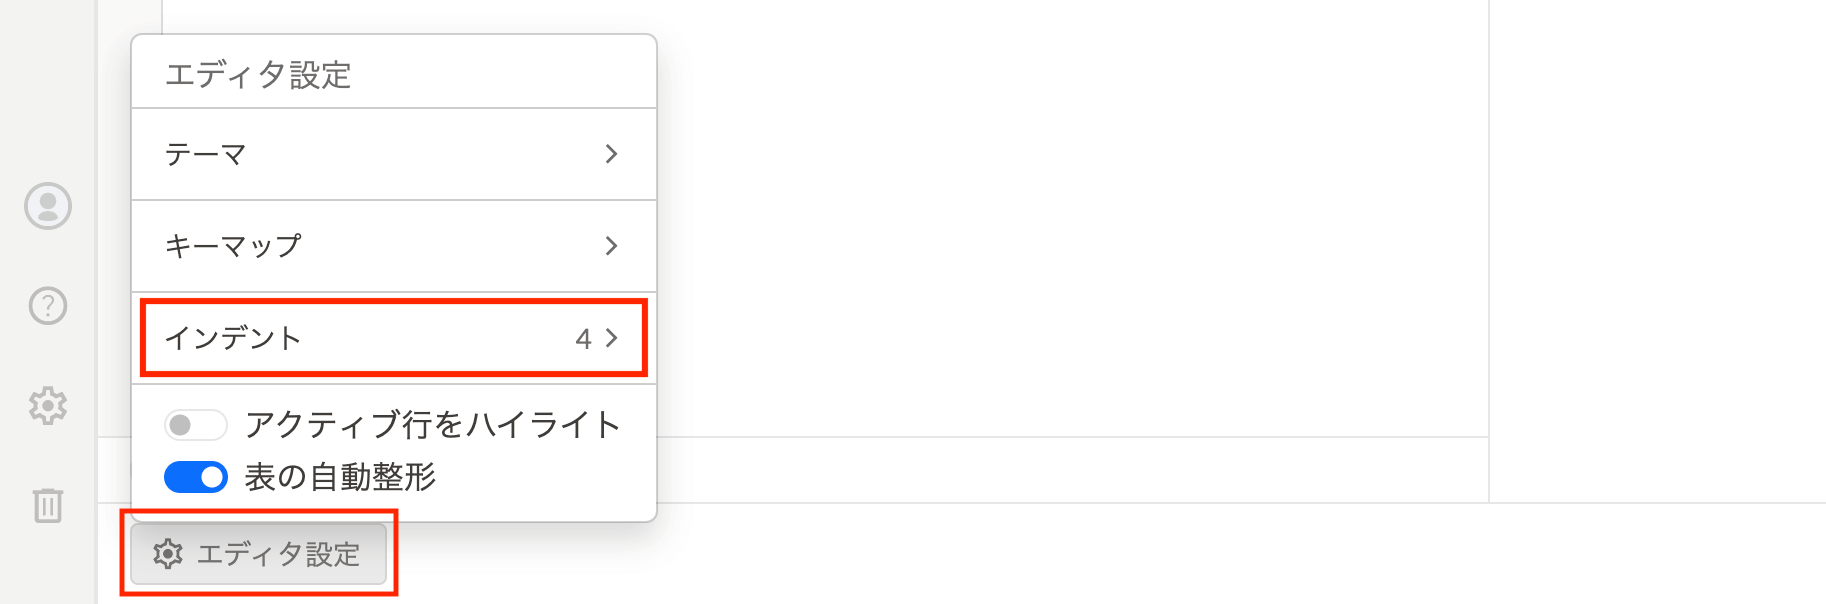 エディタ設定
テーマ
キーマップ
インデント 4
アクティブ行をハイライト
表の自動整形
エディタ設定